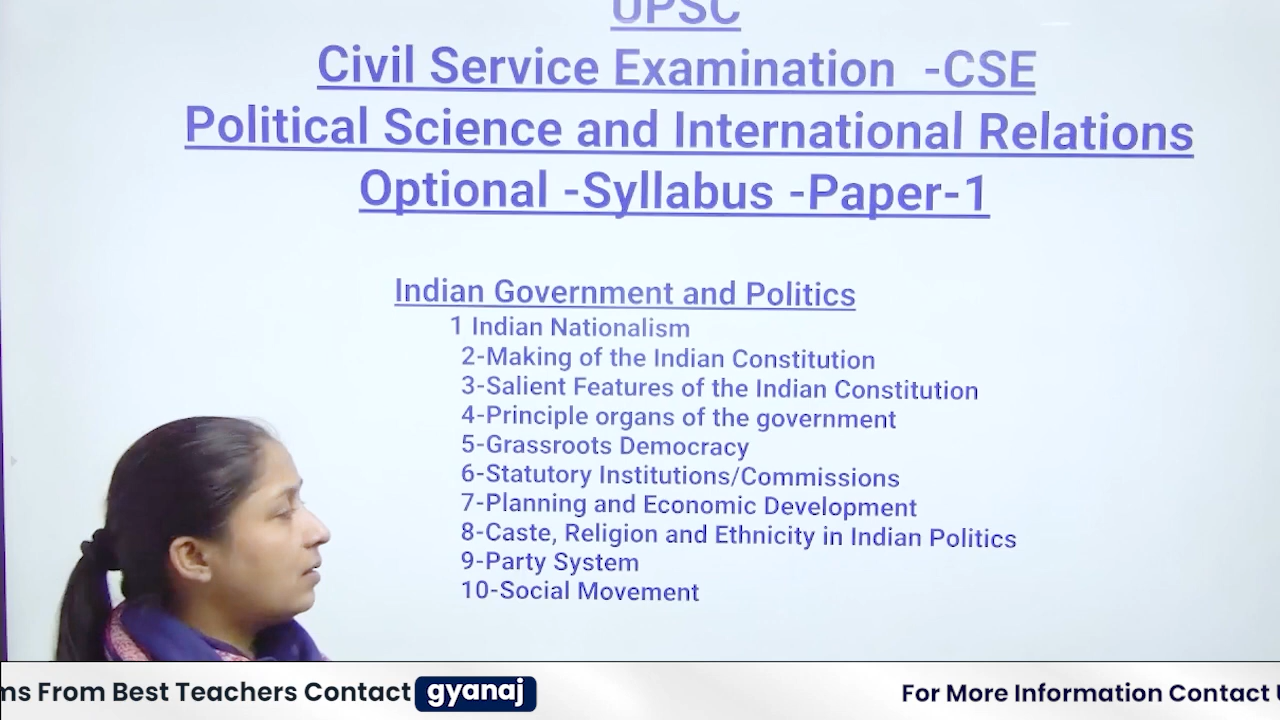 UPSC
Civil Service Examination -CSE
Political Science and International Relations
Optional -Syllabus -Paper-1
Indian Government and Politics
1 Indian Nationalism
2-Making of the Indian Constitution
3-Salient Features of the Indian Constitution
4-Principle organs of the government
5-Grassroots Democracy
6-Statutory Institutions/Commissions
7-Planning and Economic Development
8-Caste, Religion and Ethnicity in Indian Politics
9-Party System
10-Social Movement
ms From Best Teachers Contact gyanaj
For More Information Contact U